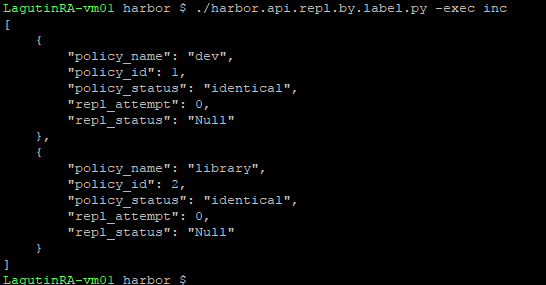 LagutinRA-vm01 harbor $ ./harbor.api.repl.by.label.py -exec inc
[
    {
        "policy_name": "dev",
        "policy_id": 1,
        "policy_status": "identical",
        "repl_attempt": 0,
        "repl_status": "Null"
    },
    {
        "policy_name": "library",
        "policy_id": 2,
        "policy_status": "identical",
        "repl_attempt": 0,
        "repl_status": "Null"
    }
]
LagutinRA-vm01 harbor $